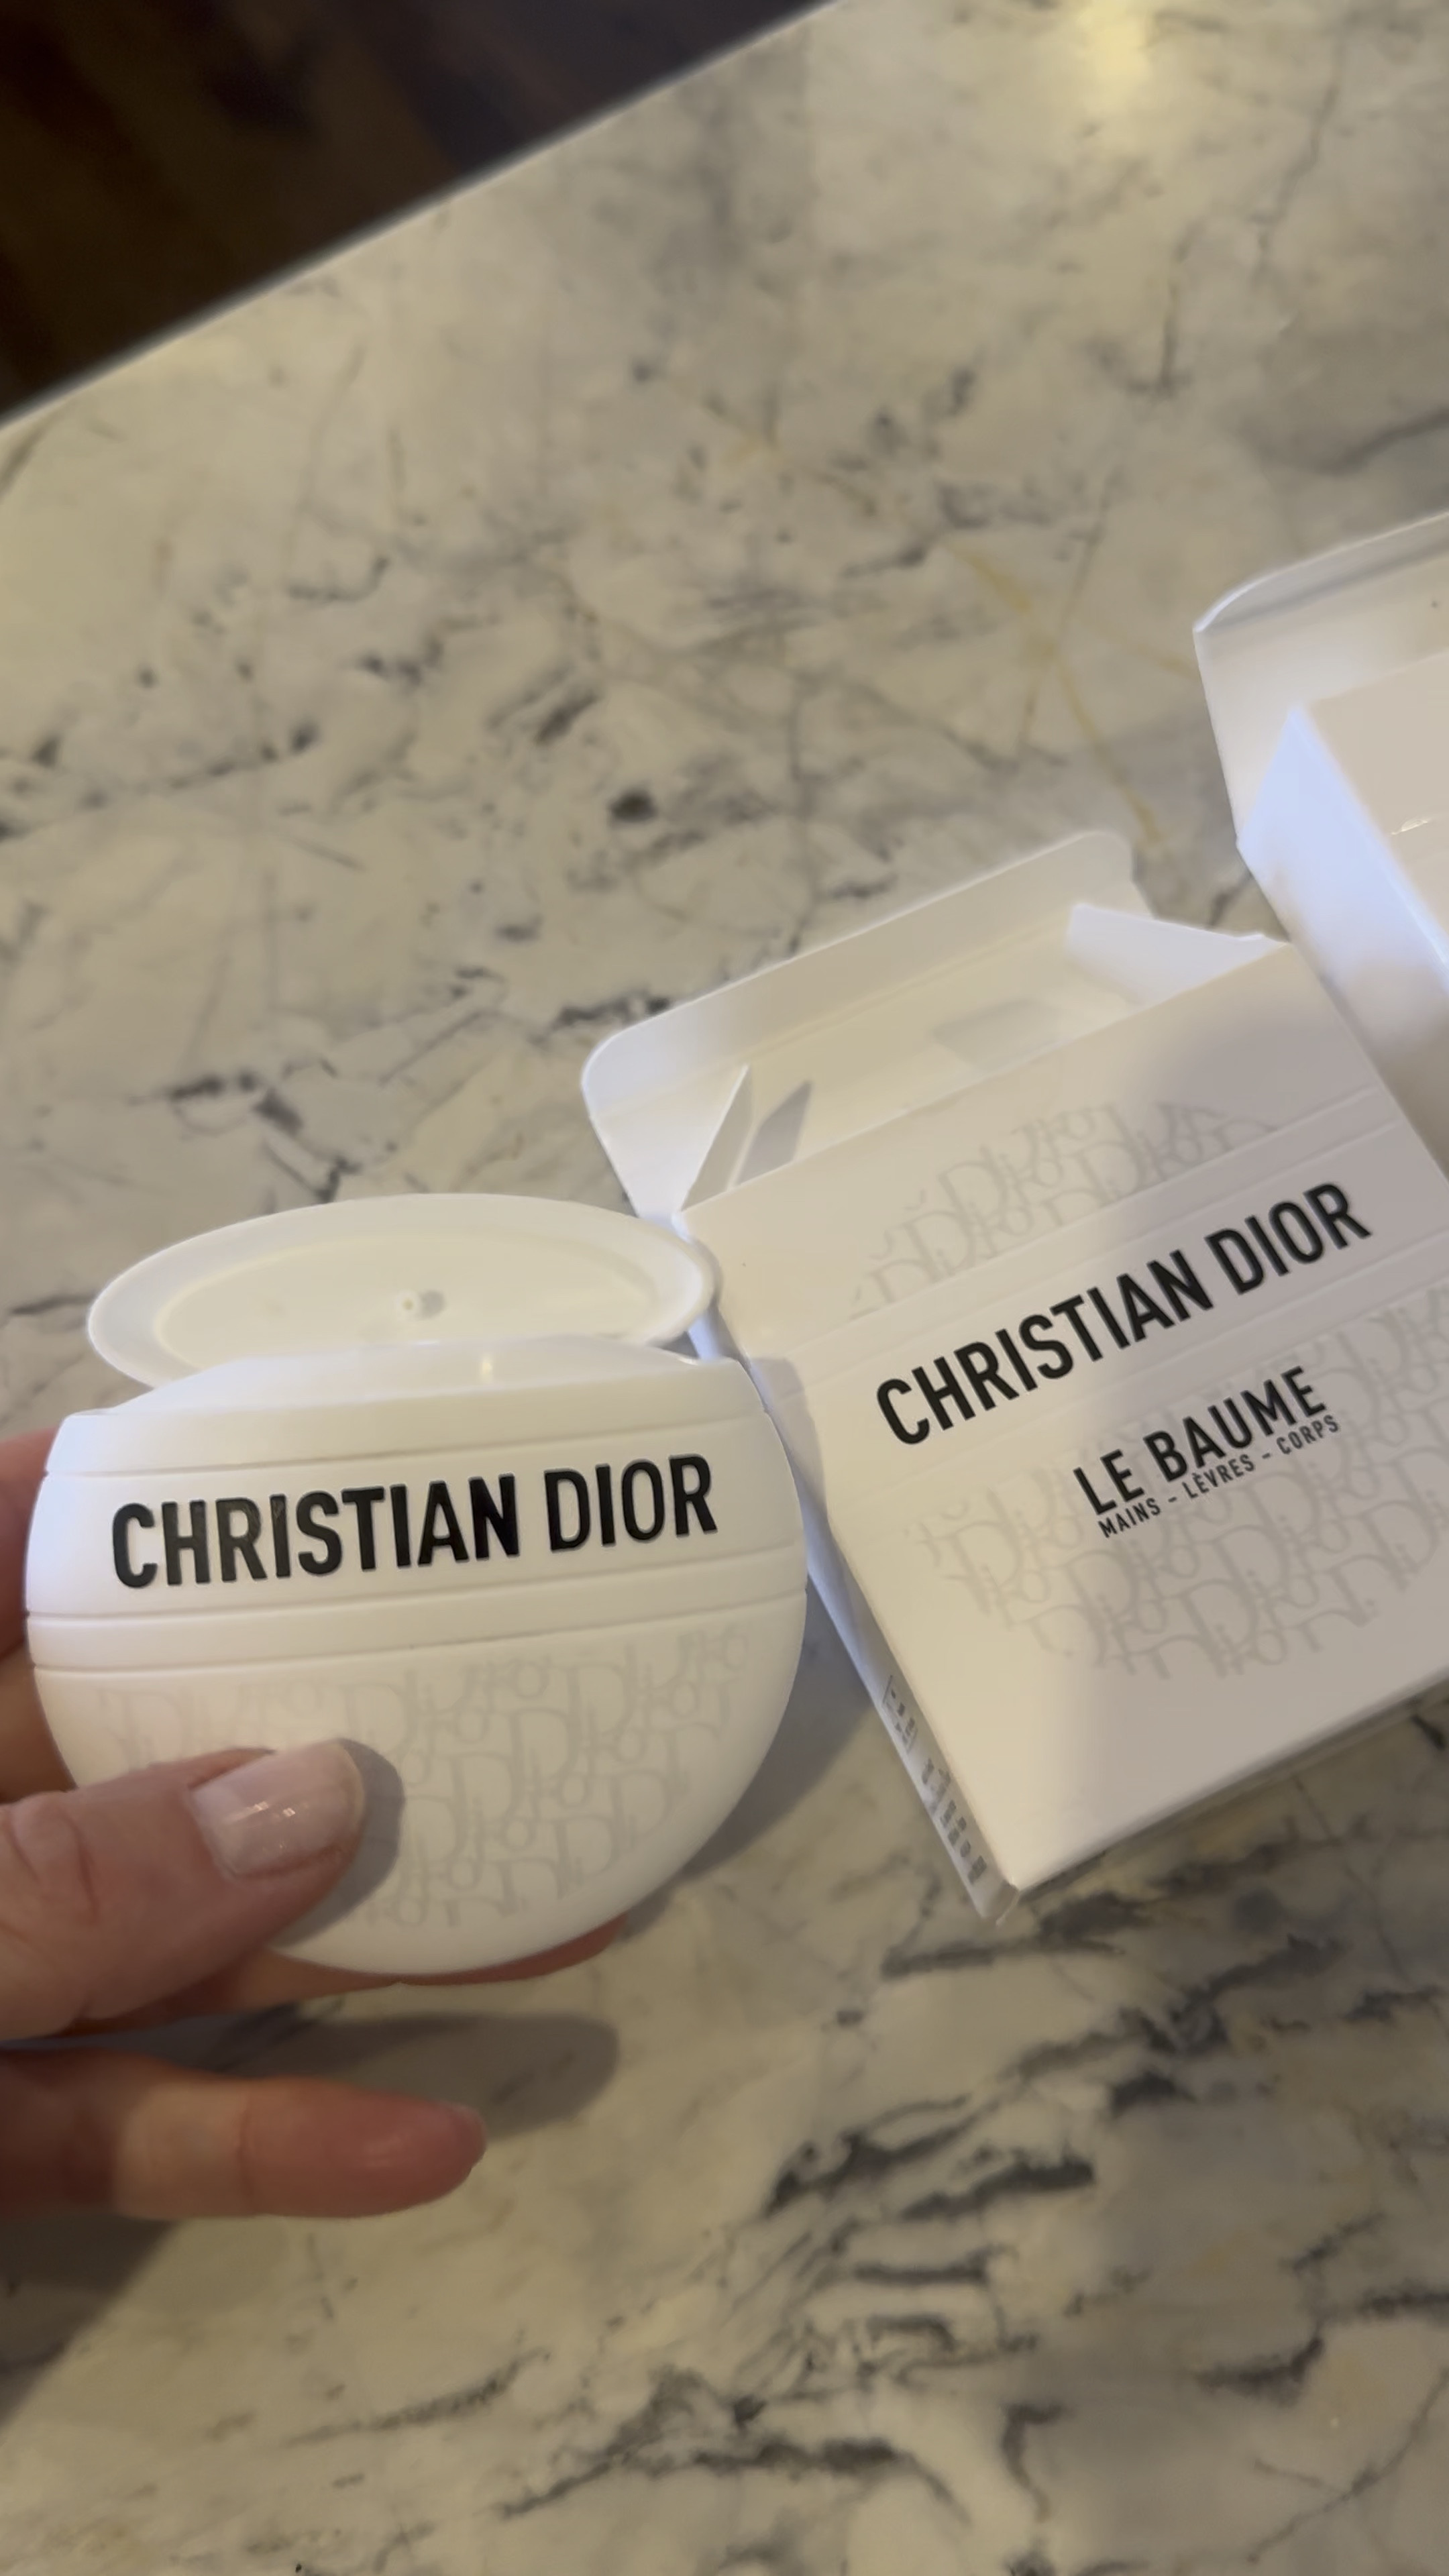 CHRISTIAN DIOR
CHRISTIAN DIOR
LE BAUME
MAINS - LÈVRES - CORPS